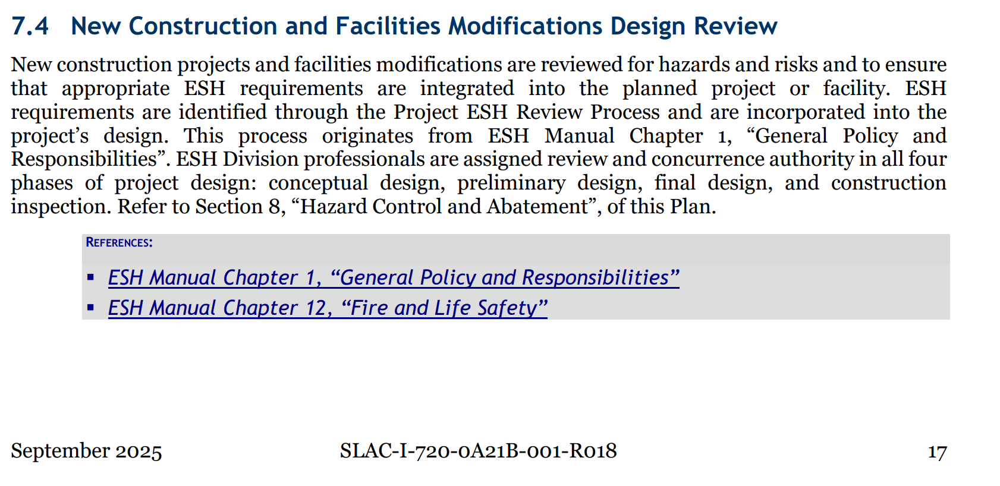 7.4 New Construction and Facilities Modifications Design Review
New construction projects and facilities modifications are reviewed for hazards and risks and to ensure
that appropriate ESH requirements are integrated into the planned project or facility. ESH
requirements are identified through the Project ESH Review Process and are incorporated into the
project’s design. This process originates from ESH Manual Chapter 1, “General Policy and
Responsibilities”. ESH Division professionals are assigned review and concurrence authority in all four
phases of project design: conceptual design, preliminary design, final design, and construction
inspection. Refer to Section 8, “Hazard Control and Abatement”, of this Plan.
REFERENCES:
▪ ESH Manual Chapter 1, “General Policy and Responsibilities”
▪ ESH Manual Chapter 12, “Fire and Life Safety”
September 2025 SLAC-I-720-0A21B-001-R018 17